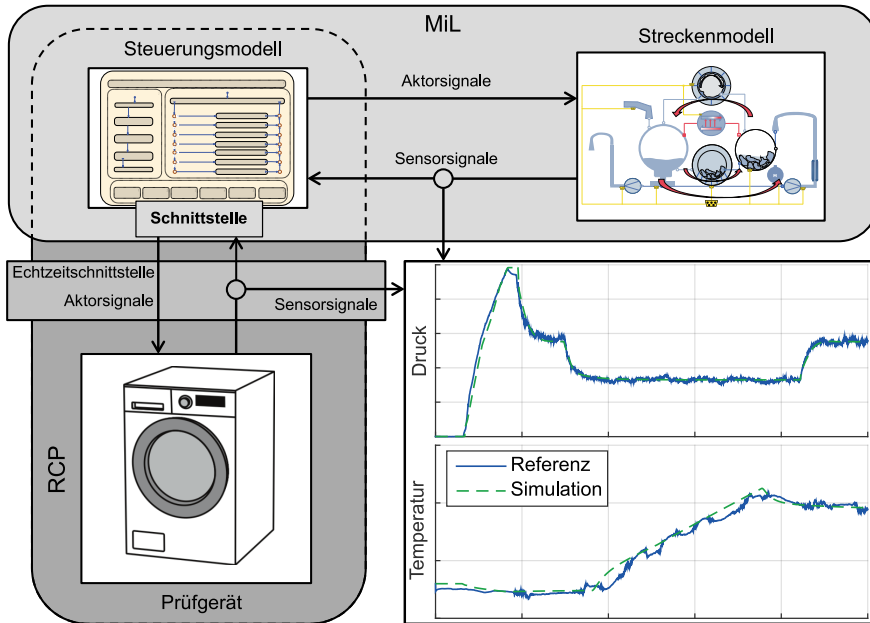 MiL
Steuerungsmodell
Streckenmodell
Aktorsignale
Sensorsignale
Schnittstelle
Echtzeitschnittstelle
Aktorsignale
Sensorsignale
RCP
Prüfgerät
Druck
Temperatur
Referenz
Simulation